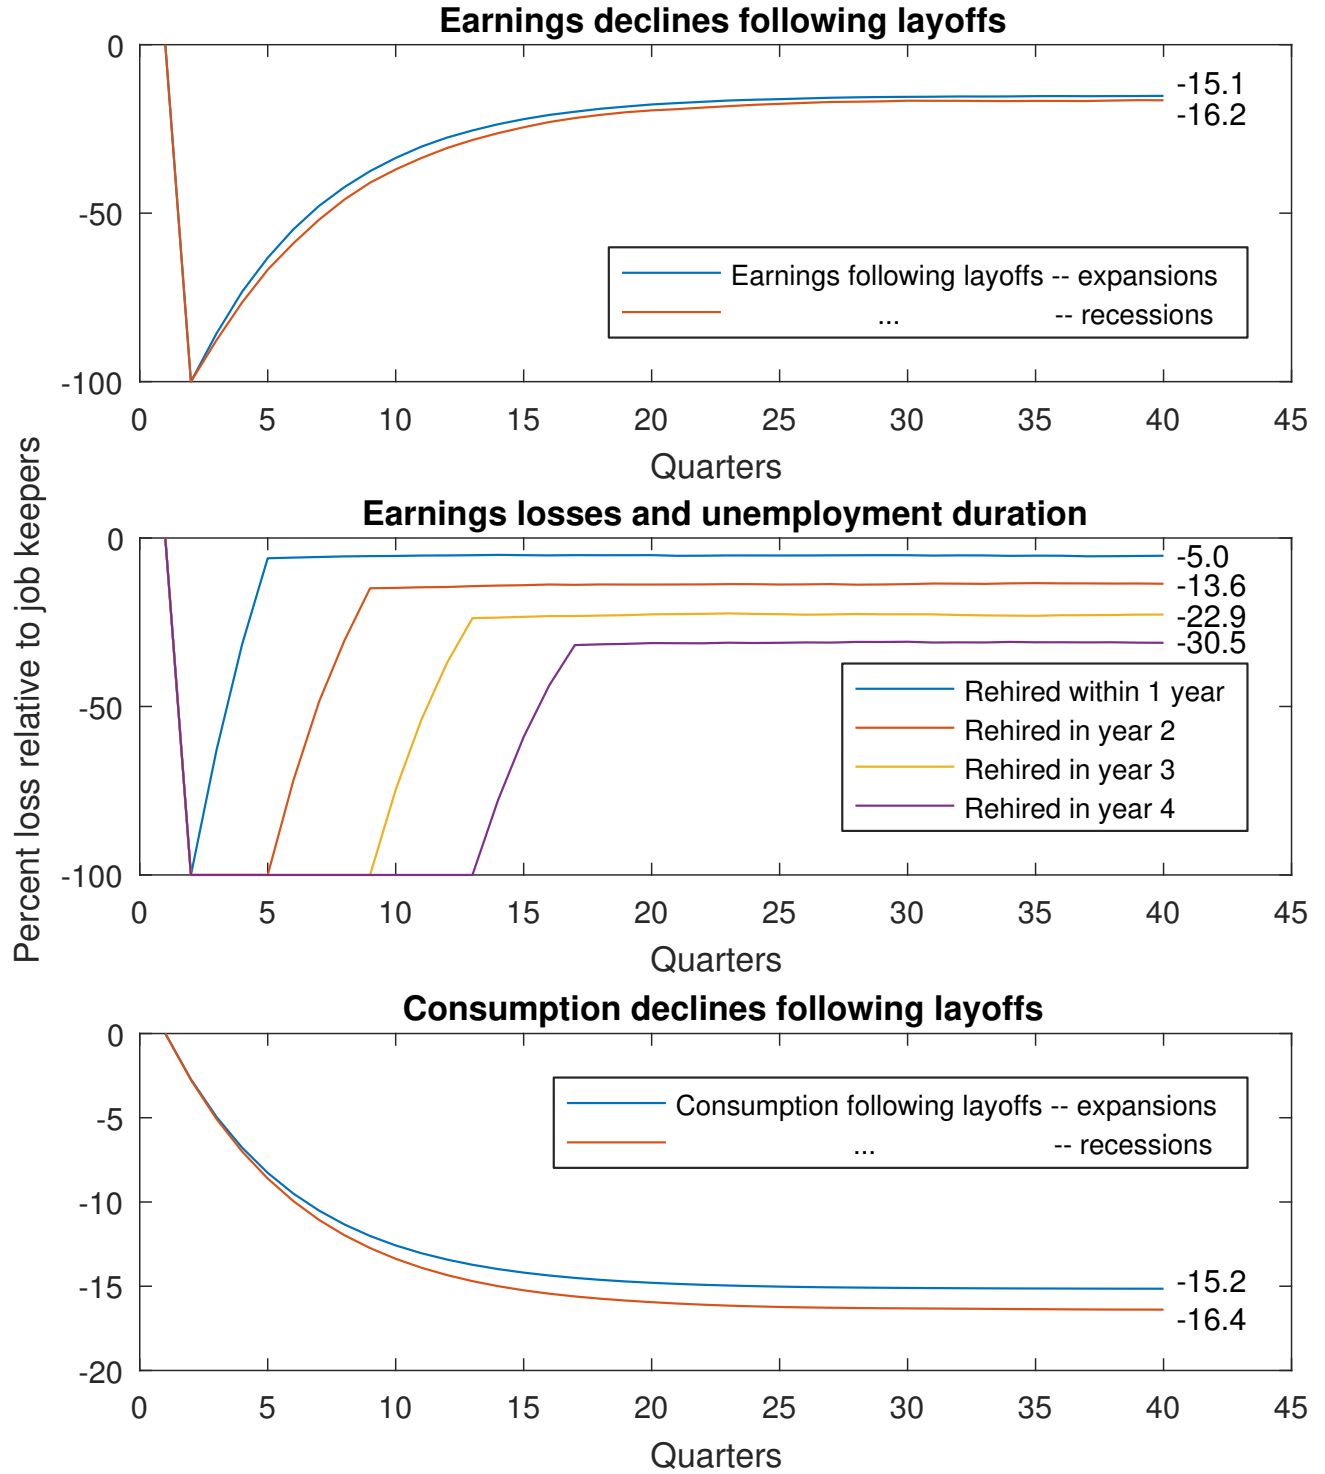 Earnings declines following layoffs
0
-50
-100
-15.1
-16.2
Earnings following layoffs -- expansions
... -- recessions
0 5 10 15 20 25 30 35 40 45
Quarters
Percent loss relative to job keepers
Earnings losses and unemployment duration
0
-50
-100
-5.0
-13.6
-22.9
-30.5
Rehired within 1 year
Rehired in year 2
Rehired in year 3
Rehired in year 4
0 5 10 15 20 25 30 35 40 45
Quarters
Consumption declines following layoffs
0
-5
-10
-15
-20
Consumption following layoffs -- expansions
... -- recessions
-15.2
-16.4
0 5 10 15 20 25 30 35 40 45
Quarters